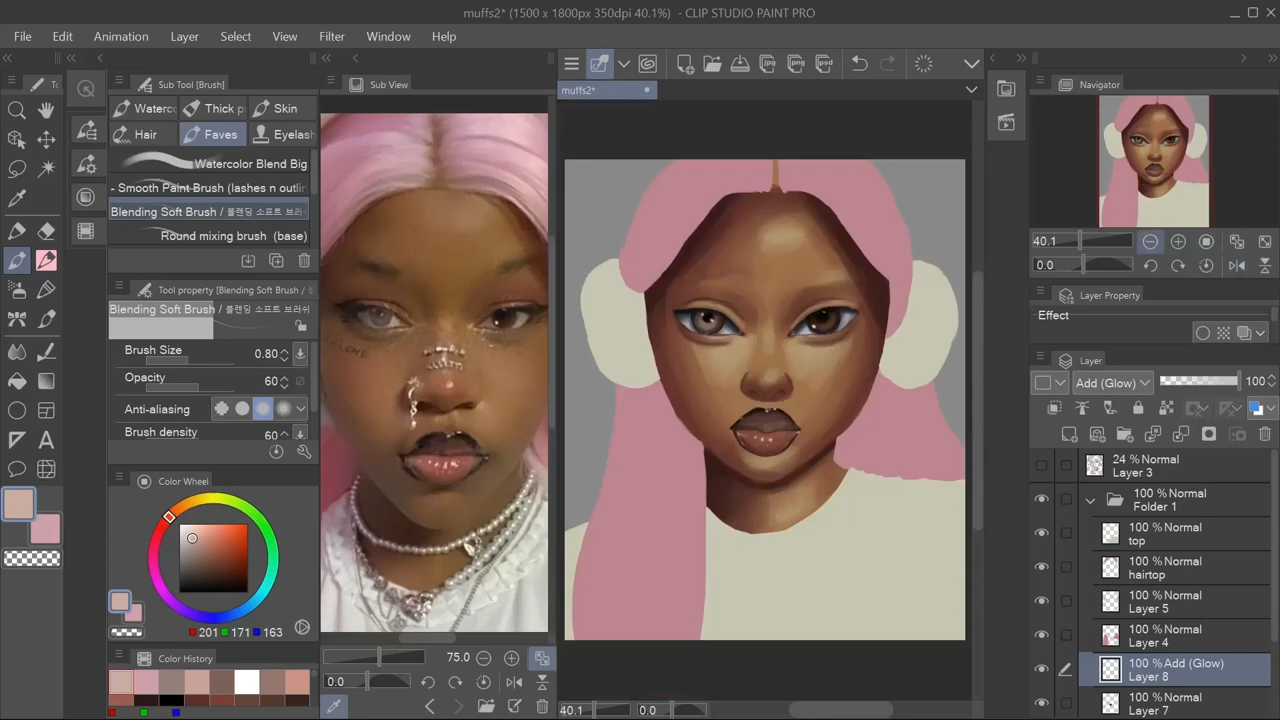 muffs2* (1500 x 1800px 350dpi 40.1%) - CLIP STUDIO PAINT PRO
File Edit Animation Layer Select View Filter Window Help
Sub Tool [Brush]
Sub View
muffs2*
Navigator
Waterc Thick p Skin
Hair Faves Eyelash
Watercolor Blend Big
- Smooth Paint Brush (lashes n outlin
Blending Soft Brush / 블렌딩 소프트 브러쉬
Round mixing brush (base)
Tool property [Blending Soft Brush /
Blending Soft Brush / 블렌딩 소프트 브러쉬
Brush Size 0.80
Opacity 60
Anti-aliasing
Brush density 60
Color Wheel
201 171 163
Color History
75.0
0.0
40.1 0.0
40.1
0.0
Layer Property
Effect
Layer
Add (Glow) 100
24 % Normal
Layer 3
100 % Normal
Folder 1
100 % Normal
top
100 % Normal
hairtop
100 % Normal
Layer 5
100 % Normal
Layer 4
100 % Add (Glow)
Layer 8
100 % Normal
Layer 7